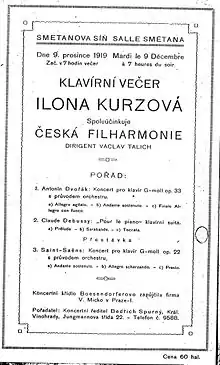 SMETANOVA SÍŇ SALLE SMETANA
Dne 9. prosince 1919 Mardi le 9 Décembre
Zač. v 7 hodin večer à 7 heures du soir.
KLAVÍRNÍ VEČER
ILONA KURZOVÁ
Spoluúčinkuje
ČESKÁ FILHARMONIE
DIRIGENT VÁCLAV TALICH
POŘAD:
1. Antonín Dvořák: Koncert pro klavír G-moll op. 33
s průvodem orchestru,
a) Allegro agitato. – b) Andante sostenuto. – c) Finale Allegro con fuoco.
2. Claude Debussy: „Pour le piano“ klavírní suita.
a) Prélude – b) Sarabande. – c) Toccata.
Přestávka
3. Saint-Saëns: Koncert pro klavír G-moll op. 22
s průvodem orchestru,
a) Andante sostenuto. – b) Allegro scherzando. – c) Presto.
Koncertní křídlo Boesendorferovo zapůjčila firma
V. Micko v Praze-I.
Pořadatel: Koncertní ředitel Bedřich Spurný, Král.
Vinohrady, Jungmannova třída 22. – Telefon č. 9588.
Cena 60 hal.